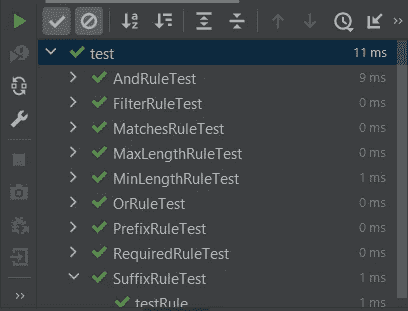 test 11 ms
AndRuleTest 9 ms
FilterRuleTest 0 ms
MatchesRuleTest 0 ms
MaxLengthRuleTest 0 ms
MinLengthRuleTest 1 ms
OrRuleTest 0 ms
PrefixRuleTest 0 ms
RequiredRuleTest 0 ms
SuffixRuleTest 1 ms
testRule 1 ms